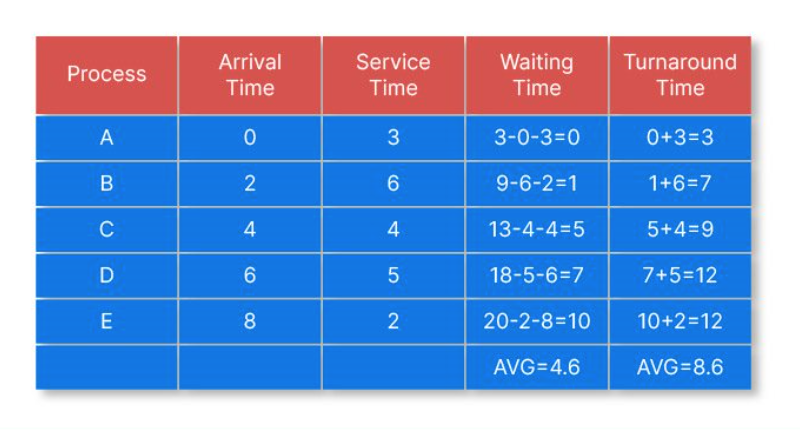 Process Arrival Time Service Time Waiting Time Turnaround Time
A 0 3 3-0-3=0 0+3=3
B 2 6 9-6-2=1 1+6=7
C 4 4 13-4-4=5 5+4=9
D 6 5 18-5-6=7 7+5=12
E 8 2 20-2-8=10 10+2=12
AVG=4.6 AVG=8.6